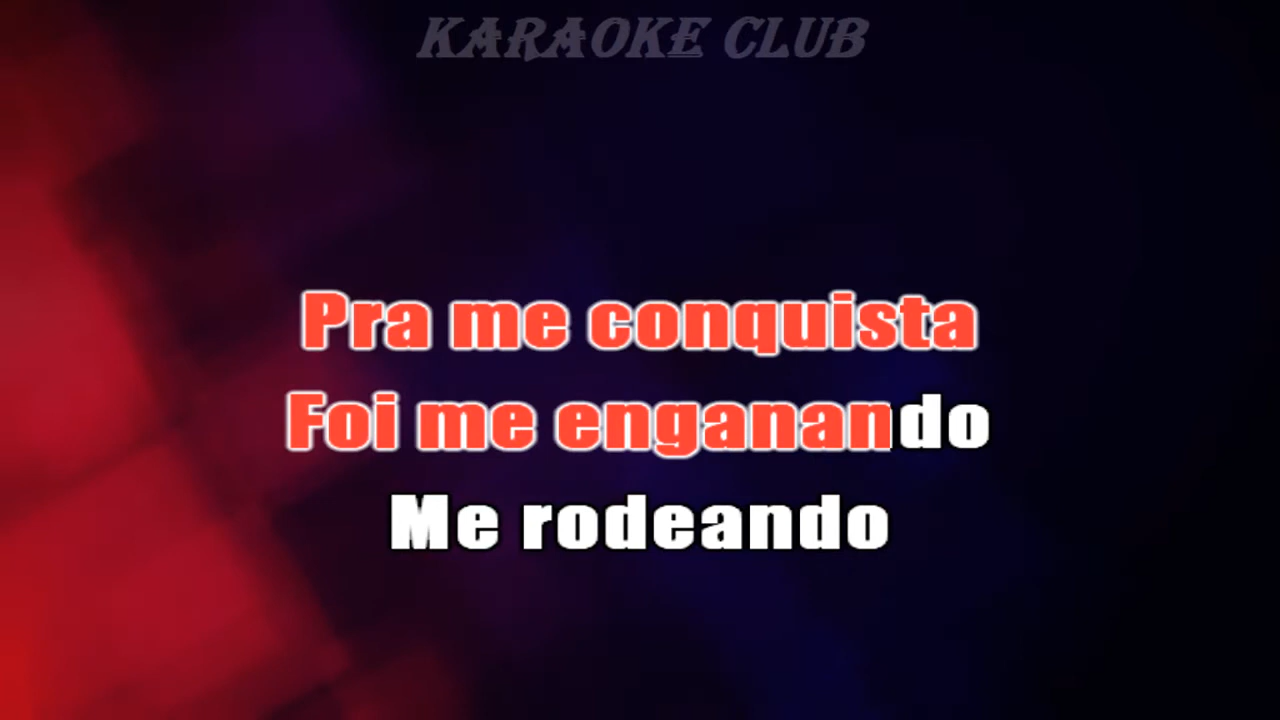 KARAOKE CLUB
Pra me conquista
Foi me enganando
Me rodeando